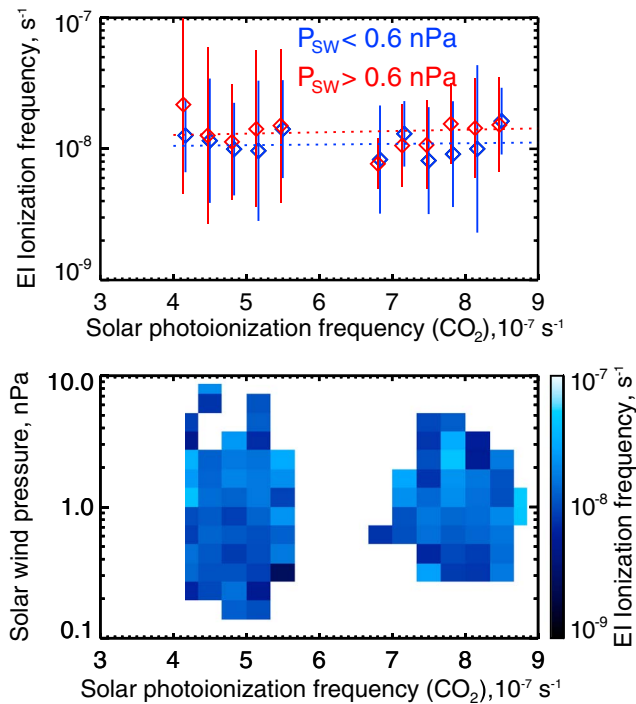 EI Ionization frequency, s⁻¹
10⁻⁷
10⁻⁸
10⁻⁹
P_SW < 0.6 nPa
P_SW > 0.6 nPa
3 4 5 6 7 8 9
Solar photoionization frequency (CO₂),10⁻⁷ s⁻¹
Solar wind pressure, nPa
10.0
1.0
0.1
3 4 5 6 7 8 9
Solar photoionization frequency (CO₂),10⁻⁷ s⁻¹
10⁻⁷
10⁻⁸
10⁻⁹
EI Ionization frequency, s⁻¹